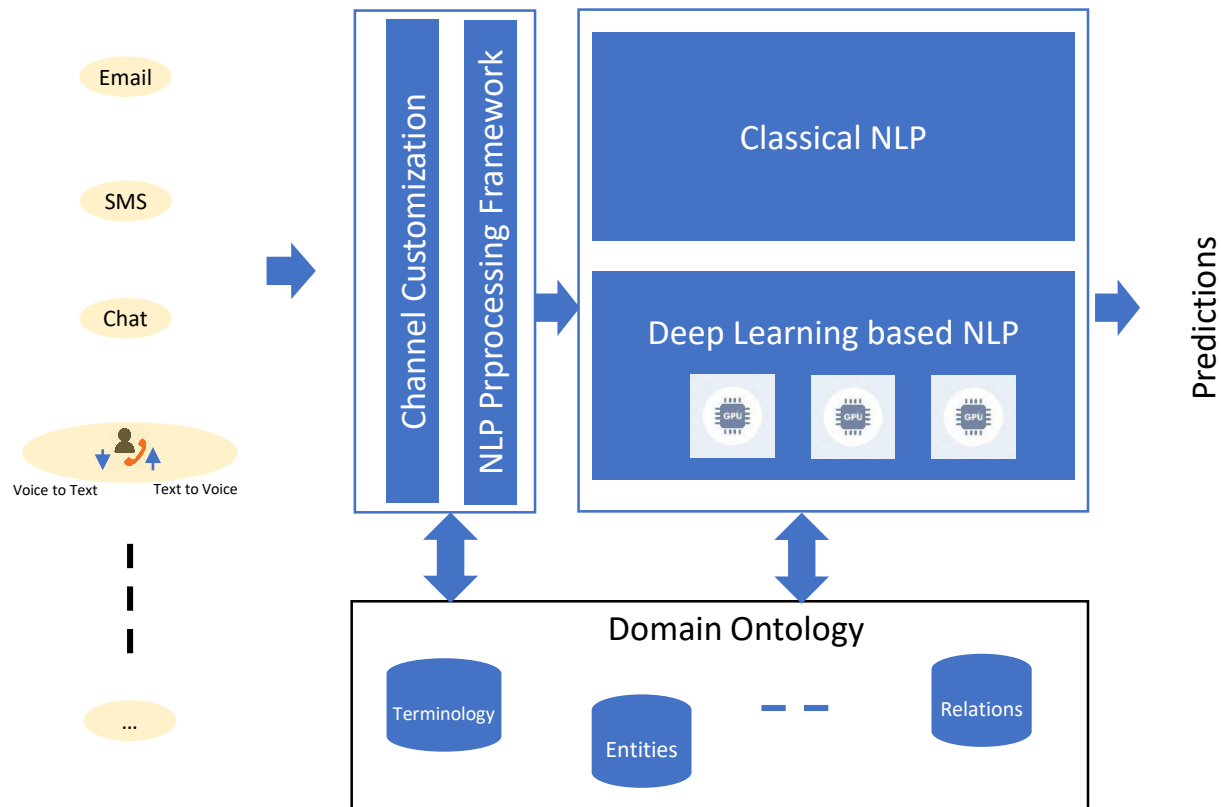 Email
SMS
Chat
Voice to Text
Text to Voice
...
Channel Customization
NLP Prprocessing Framework
Classical NLP
Deep Learning based NLP
GPU
GPU
GPU
Predictions
Domain Ontology
Terminology
Entities
Relations